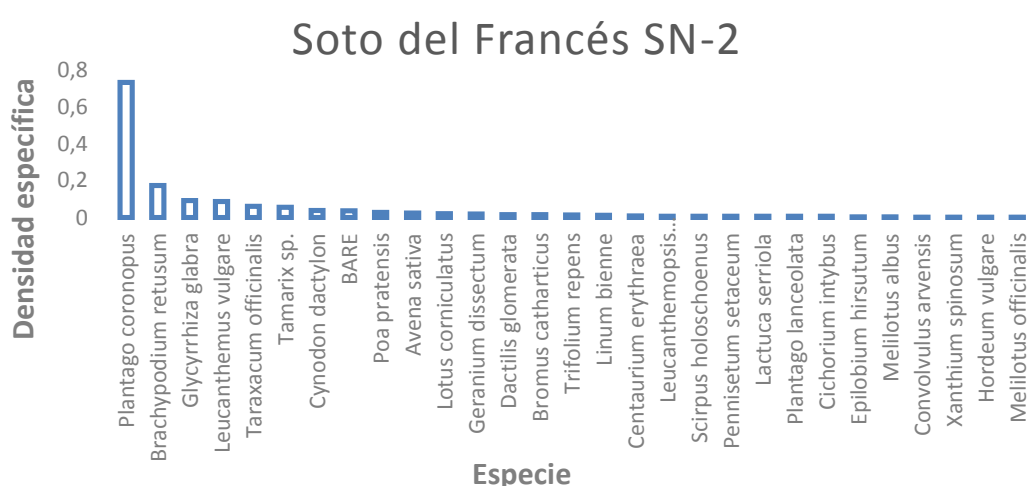 Soto del Francés SN-2
Densidad específica
0,8
0,6
0,4
0,2
0
Plantago coronopus
Brachypodium retusum
Glycyrrhiza glabra
Leucanthemus vulgare
Taraxacum officinalis
Tamarix sp.
Cynodon dactylon
BARE
Poa pratensis
Avena sativa
Lotus corniculatus
Geranium dissectum
Dactilis glomerata
Bromus catharticus
Trifolium repens
Linum bienne
Centaurium erythraea
Leucanthemopsis..
Scirpus holoschoenus
Pennisetum setaceum
Lactuca serriola
Plantago lanceolata
Cichorium intybus
Epilobium hirsutum
Melilotus albus
Convolvulus arvensis
Xanthium spinosum
Hordeum vulgare
Melilotus officinalis
Especie